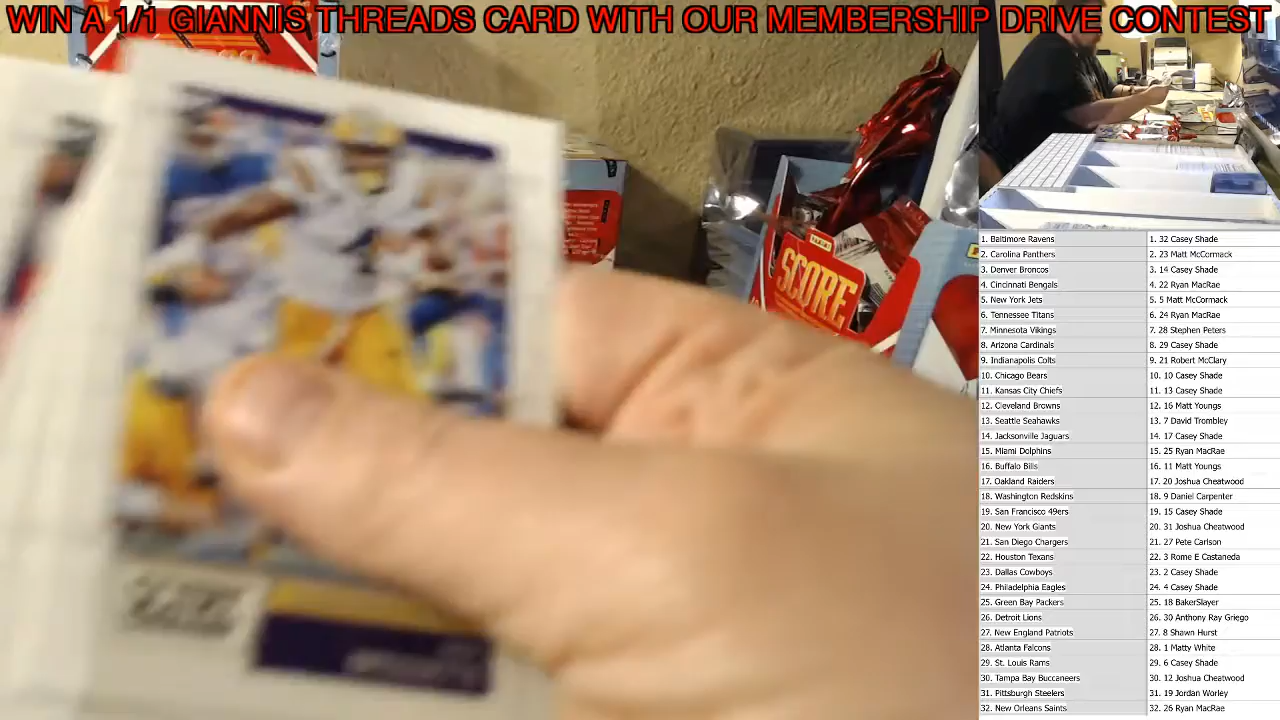 WIN A 1/1 GIANNIS THREADS CARD WITH OUR MEMBERSHIP DRIVE CONTEST
PANINI
SCORE
1. Baltimore Ravens 1. 32 Casey Shade
2. Carolina Panthers 2. 23 Matt McCormack
3. Denver Broncos 3. 14 Casey Shade
4. Cincinnati Bengals 4. 22 Ryan MacRae
5. New York Jets 5. 5 Matt McCormack
6. Tennessee Titans 6. 24 Ryan MacRae
7. Minnesota Vikings 7. 28 Stephen Peters
8. Arizona Cardinals 8. 29 Casey Shade
9. Indianapolis Colts 9. 21 Robert McClary
10. Chicago Bears 10. 10 Casey Shade
11. Kansas City Chiefs 11. 13 Casey Shade
12. Cleveland Browns 12. 16 Matt Youngs
13. Seattle Seahawks 13. 7 David Trombley
14. Jacksonville Jaguars 14. 17 Casey Shade
15. Miami Dolphins 15. 25 Ryan MacRae
16. Buffalo Bills 16. 11 Matt Youngs
17. Oakland Raiders 17. 20 Joshua Cheatwood
18. Washington Redskins 18. 9 Daniel Carpenter
19. San Francisco 49ers 19. 15 Casey Shade
20. New York Giants 20. 31 Joshua Cheatwood
21. San Diego Chargers 21. 27 Pete Carlson
22. Houston Texans 22. 3 Rome E Castaneda
23. Dallas Cowboys 23. 2 Casey Shade
24. Philadelphia Eagles 24. 4 Casey Shade
25. Green Bay Packers 25. 18 BakerSlayer
26. Detroit Lions 26. 30 Anthony Ray Griego
27. New England Patriots 27. 8 Shawn Hurst
28. Atlanta Falcons 28. 1 Matty White
29. St. Louis Rams 29. 6 Casey Shade
30. Tampa Bay Buccaneers 30. 12 Joshua Cheatwood
31. Pittsburgh Steelers 31. 19 Jordan Worley
32. New Orleans Saints 32. 26 Ryan MacRae